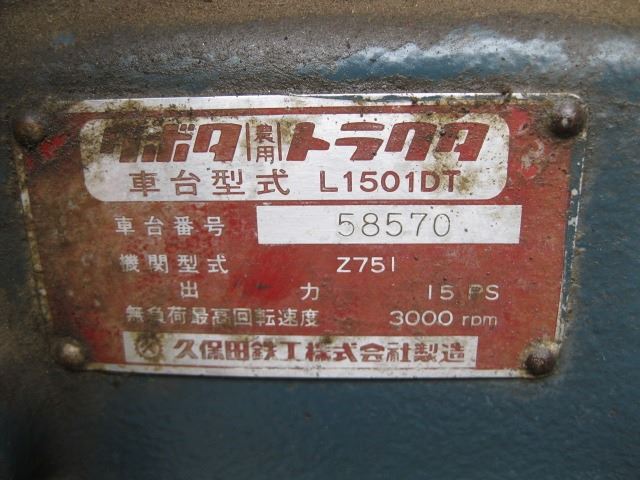 クボタ農用トラクタ
車台型式 L1501DT
車台番号 58570
機関型式 Z751
出力 15 PS
無負荷最高回転速度 3000 rpm
久保田鉄工株式会社製造